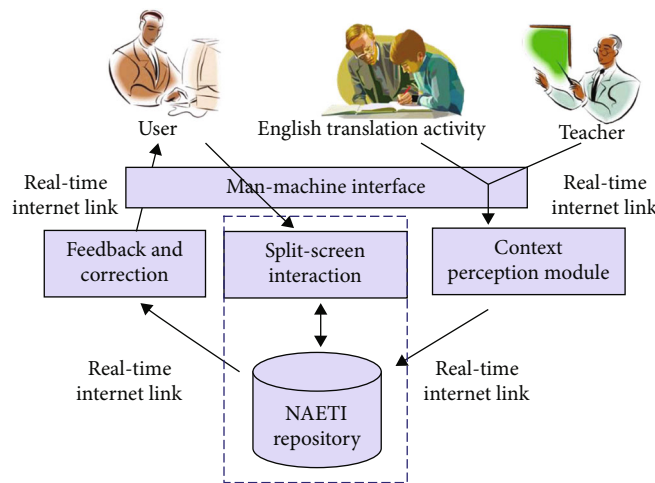 User
English translation activity
Teacher
Man-machine interface
Real-time
internet link
Real-time
internet link
Feedback and
correction
Split-screen
interaction
Context
perception module
Real-time
internet link
Real-time
internet link
NAETI
repository